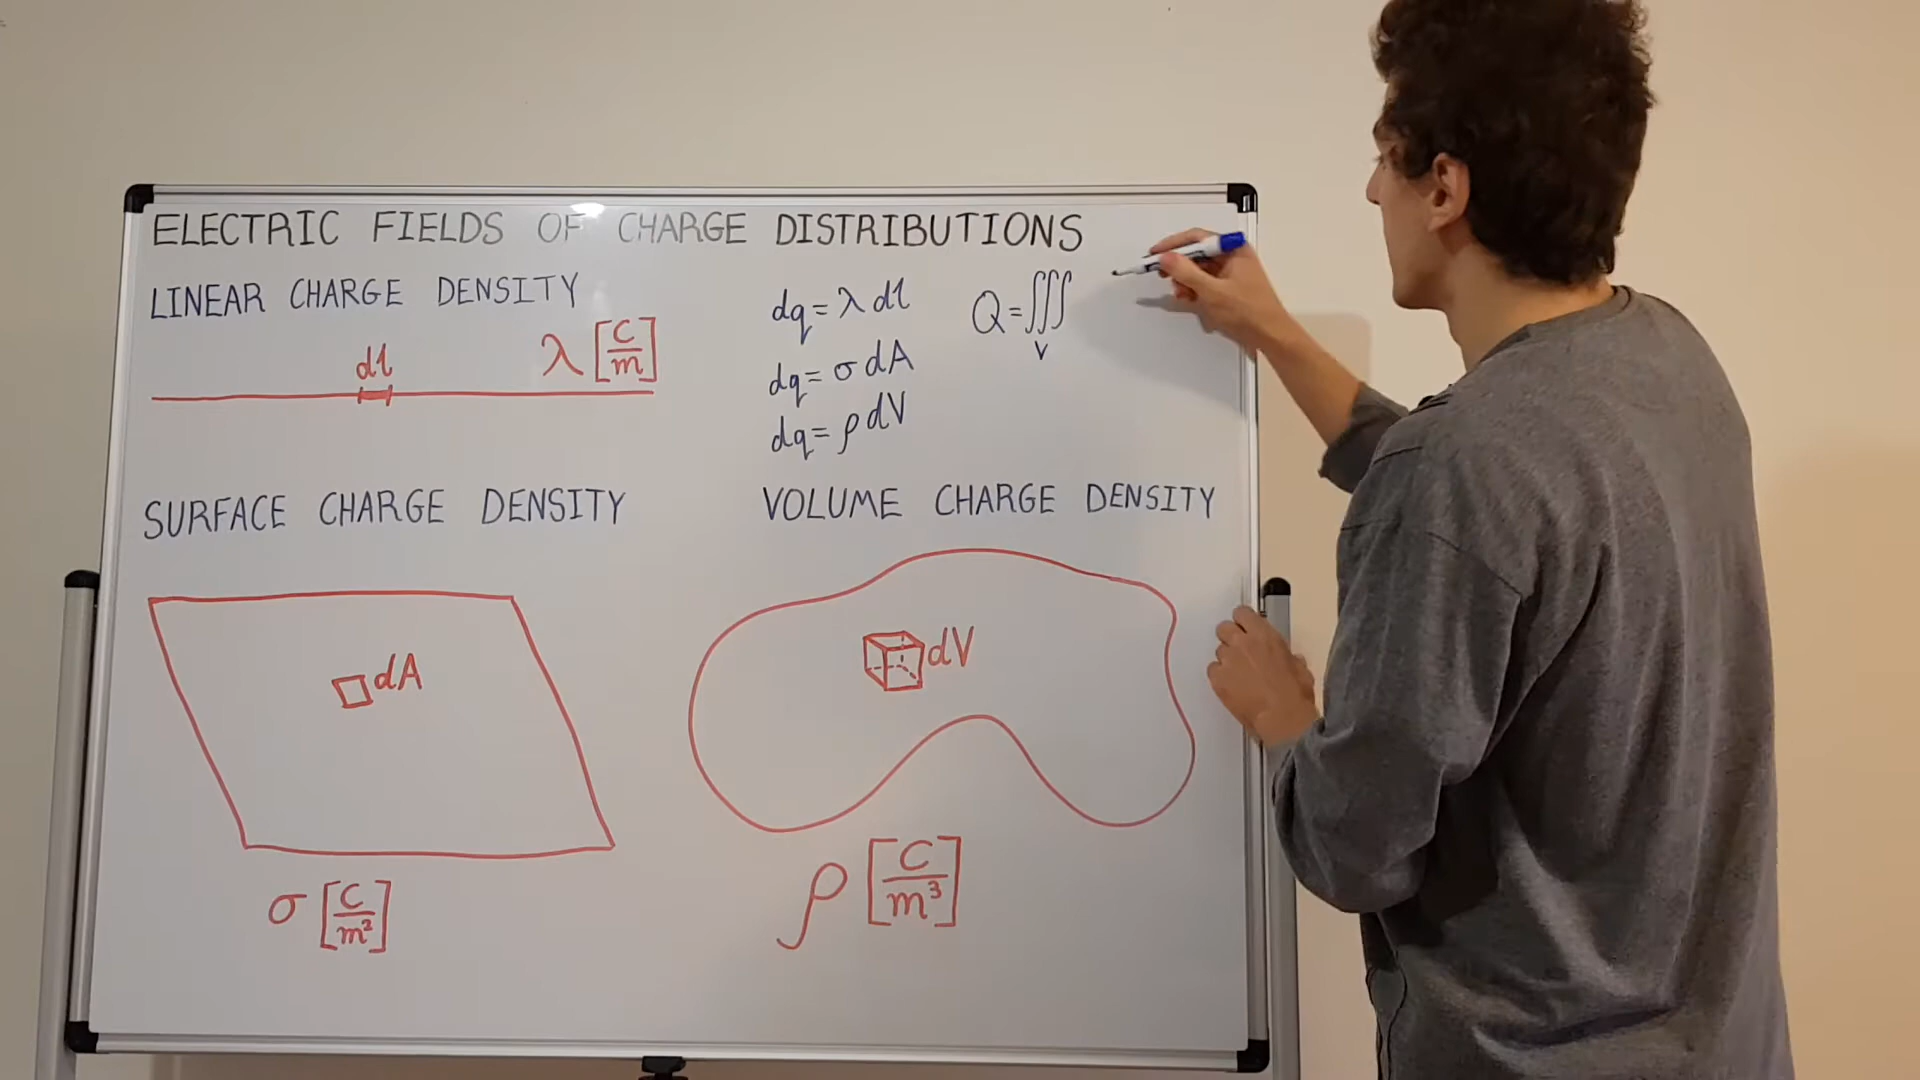 ELECTRIC FIELDS OF CHARGE DISTRIBUTIONS
LINEAR CHARGE DENSITY
dl
λ [C/m]
dq = λ dl
dq = σ dA
dq = ρ dV
Q = ∭
V
SURFACE CHARGE DENSITY
dA
σ [C/m²]
VOLUME CHARGE DENSITY
dV
ρ [C/m³]